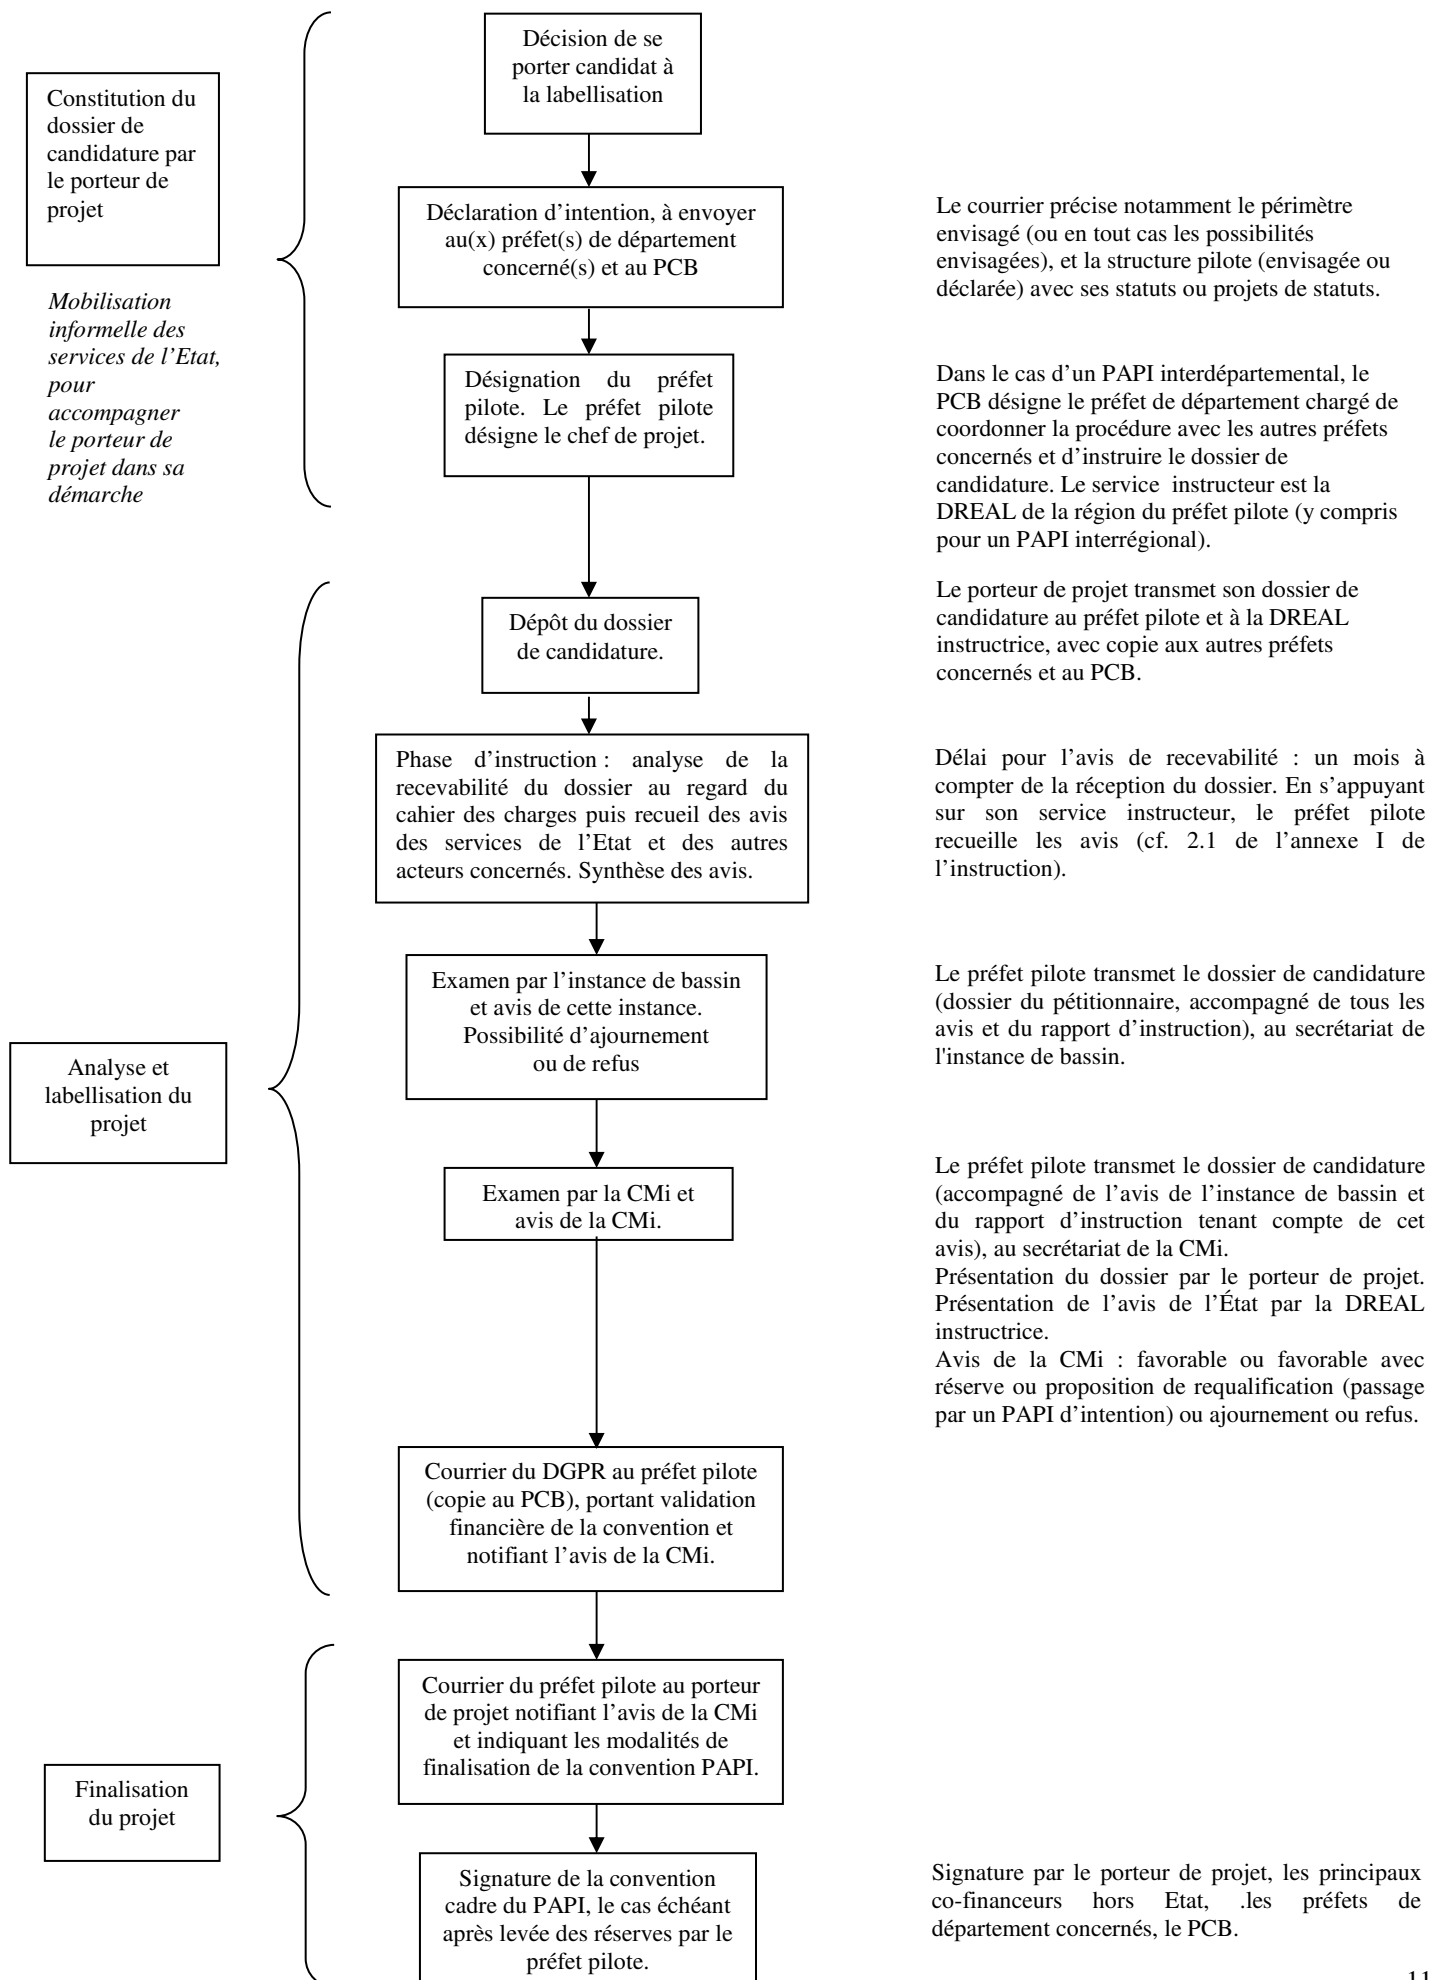 Décision de se
porter candidat à
la labellisation
Constitution du
dossier de
candidature par
le porteur de
projet
Mobilisation
informelle des
services de l’Etat,
pour
accompagner
le porteur de
projet dans sa
démarche
Déclaration d’intention, à envoyer
au(x) préfet(s) de département
concerné(s) et au PCB
Le courrier précise notamment le périmètre
envisagé (ou en tout cas les possibilités
envisagées), et la structure pilote (envisagée ou
déclarée) avec ses statuts ou projets de statuts.
Désignation du préfet
pilote. Le préfet pilote
désigne le chef de projet.
Dans le cas d’un PAPI interdépartemental, le
PCB désigne le préfet de département chargé de
coordonner la procédure avec les autres préfets
concernés et d’instruire le dossier de
candidature. Le service instructeur est la
DREAL de la région du préfet pilote (y compris
pour un PAPI interrégional).
Dépôt du dossier
de candidature.
Le porteur de projet transmet son dossier de
candidature au préfet pilote et à la DREAL
instructrice, avec copie aux autres préfets
concernés et au PCB.
Phase d’instruction : analyse de la
recevabilité du dossier au regard du
cahier des charges puis recueil des avis
des services de l’Etat et des autres
acteurs concernés. Synthèse des avis.
Délai pour l’avis de recevabilité : un mois à
compter de la réception du dossier. En s’appuyant
sur son service instructeur, le préfet pilote
recueille les avis (cf. 2.1 de l’annexe I de
l’instruction).
Examen par l’instance de bassin
et avis de cette instance.
Possibilité d’ajournement
ou de refus
Le préfet pilote transmet le dossier de candidature
(dossier du pétitionnaire, accompagné de tous les
avis et du rapport d’instruction), au secrétariat de
l'instance de bassin.
Analyse et
labellisation du
projet
Examen par la CMi et
avis de la CMi.
Le préfet pilote transmet le dossier de candidature
(accompagné de l’avis de l’instance de bassin et
du rapport d’instruction tenant compte de cet
avis), au secrétariat de la CMi.
Présentation du dossier par le porteur de projet.
Présentation de l’avis de l’État par la DREAL
instructrice.
Avis de la CMi : favorable ou favorable avec
réserve ou proposition de requalification (passage
par un PAPI d’intention) ou ajournement ou refus.
Courrier du DGPR au préfet pilote
(copie au PCB), portant validation
financière de la convention et
notifiant l’avis de la CMi.
Courrier du préfet pilote au porteur
de projet notifiant l’avis de la CMi
et indiquant les modalités de
finalisation de la convention PAPI.
Finalisation
du projet
Signature de la convention
cadre du PAPI, le cas échéant
après levée des réserves par le
préfet pilote.
Signature par le porteur de projet, les principaux
co-financeurs hors Etat, .les préfets de
département concernés, le PCB.
11